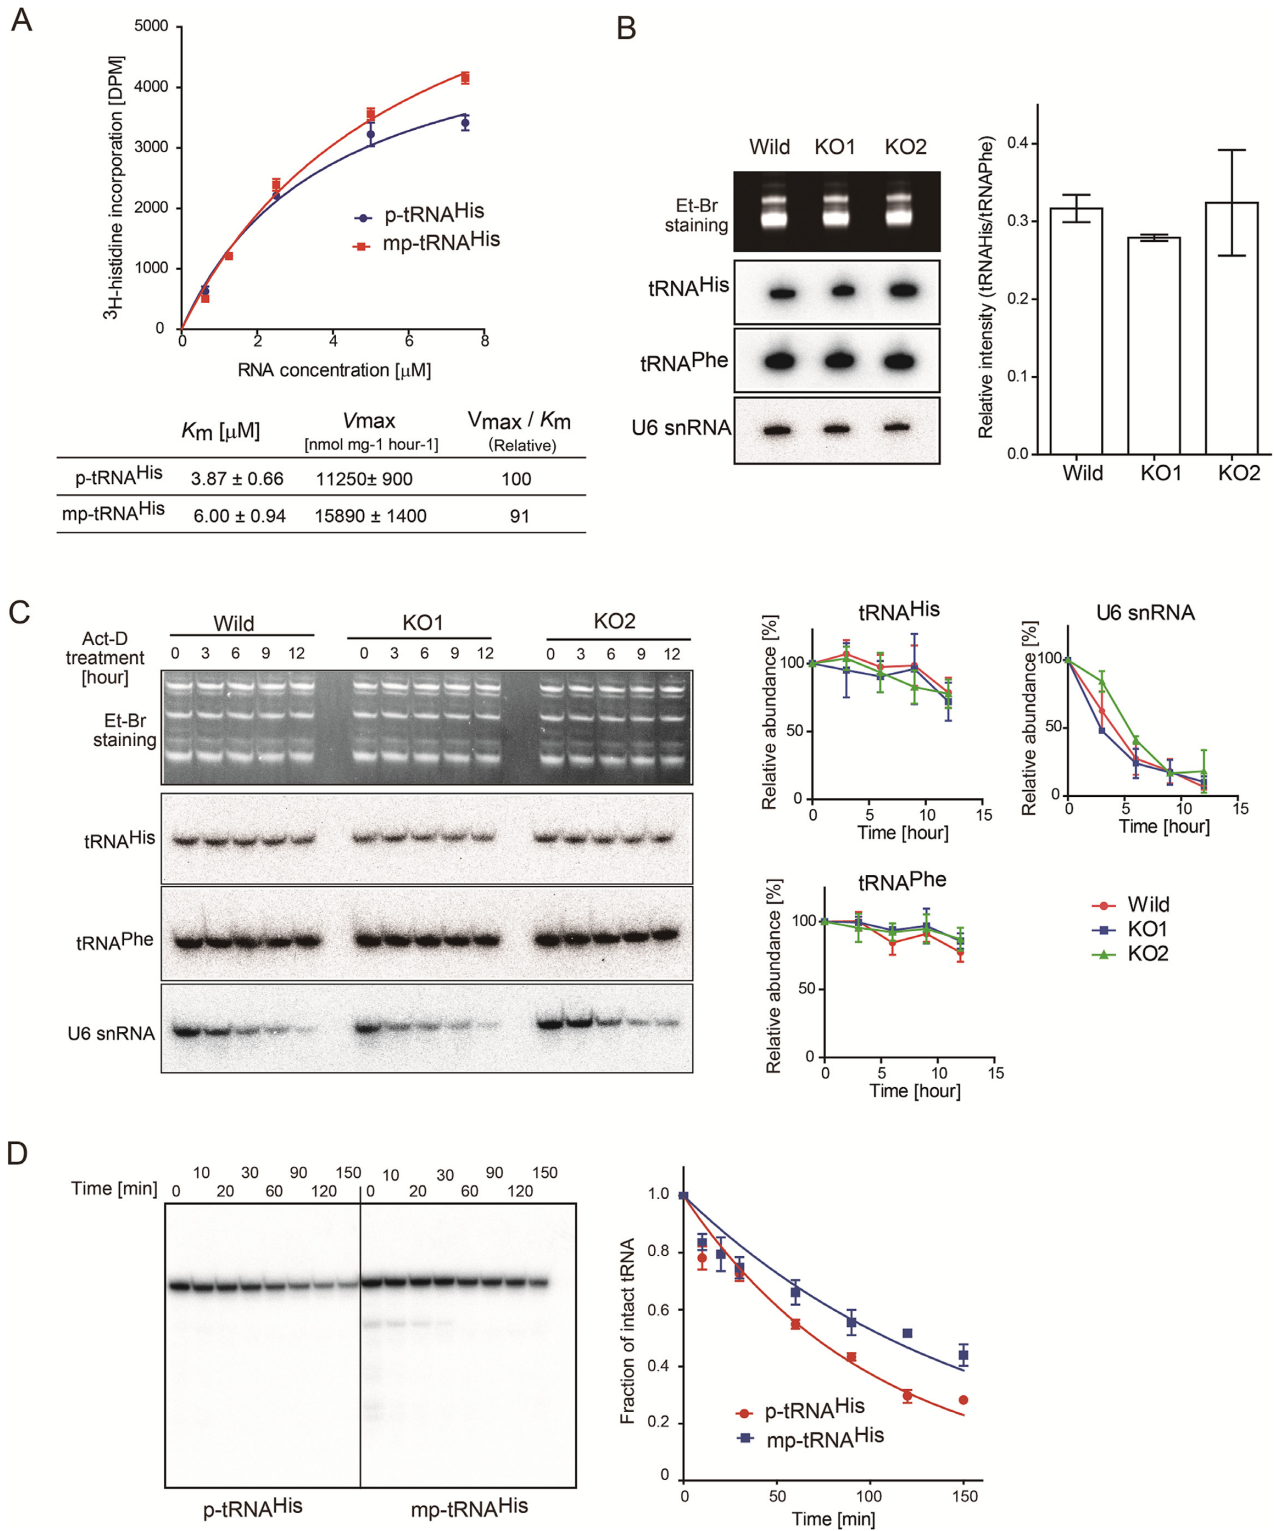 A
5000
4000
3000
2000
1000
0
3H-histidine incorporation [DPM]
p-tRNAHis
mp-tRNAHis
0 2 4 6 8
RNA concentration [μM]
Km [μM] Vmax Vmax / Km
[nmol mg-1 hour-1] (Relative)
p-tRNAHis 3.87 ± 0.66 11250± 900 100
mp-tRNAHis 6.00 ± 0.94 15890 ± 1400 91
B
Wild KO1 KO2
Et-Br
staining
tRNAHis
tRNAPhe
U6 snRNA
Relative intensity (tRNAHis/tRNAPhe)
0.4
0.3
0.2
0.1
0.0
Wild KO1 KO2
C
Act-D
treatment
[hour]
Wild KO1 KO2
0 3 6 9 12 0 3 6 9 12 0 3 6 9 12
Et-Br
staining
tRNAHis
tRNAPhe
U6 snRNA
tRNAHis
Relative abundance [%]
100
50
0
0 5 10 15
Time [hour]
U6 snRNA
Relative abundance [%]
100
50
0
0 5 10 15
Time [hour]
tRNAPhe
Relative abundance [%]
100
50
0
0 5 10 15
Time [hour]
Wild
KO1
KO2
D
Time [min]
10 30 90 150 10 30 90 150
0 20 60 120 0 20 60 120
p-tRNAHis mp-tRNAHis
Fraction of intact tRNA
1.0
0.8
0.6
0.4
0.2
0
p-tRNAHis
mp-tRNAHis
0 50 100 150
Time [min]